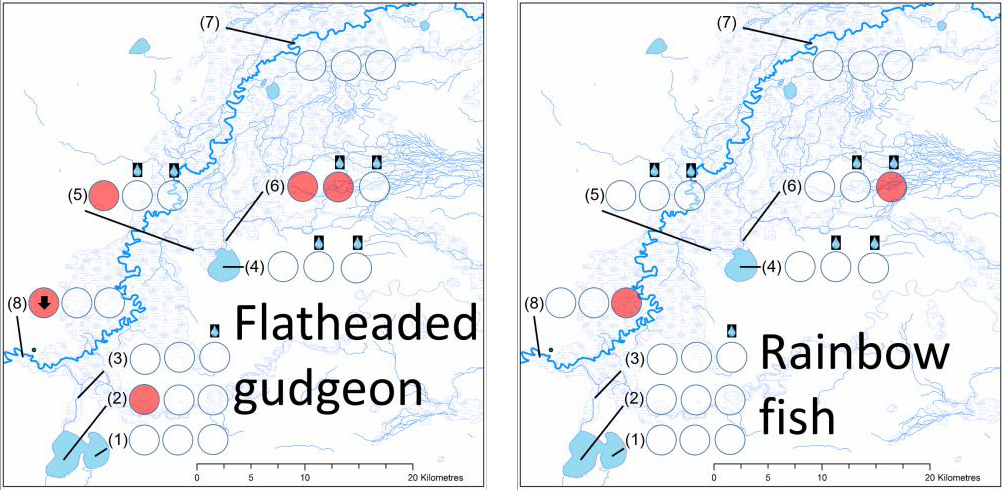 (7)
(5)
(6)
(4)
(8)
Flatheaded
gudgeon
(3)
(2)
(1)
0 5 10 20 Kilometres
(7)
(5)
(6)
(4)
(8)
Rainbow
fish
(3)
(2)
(1)
0 5 10 20 Kilometres